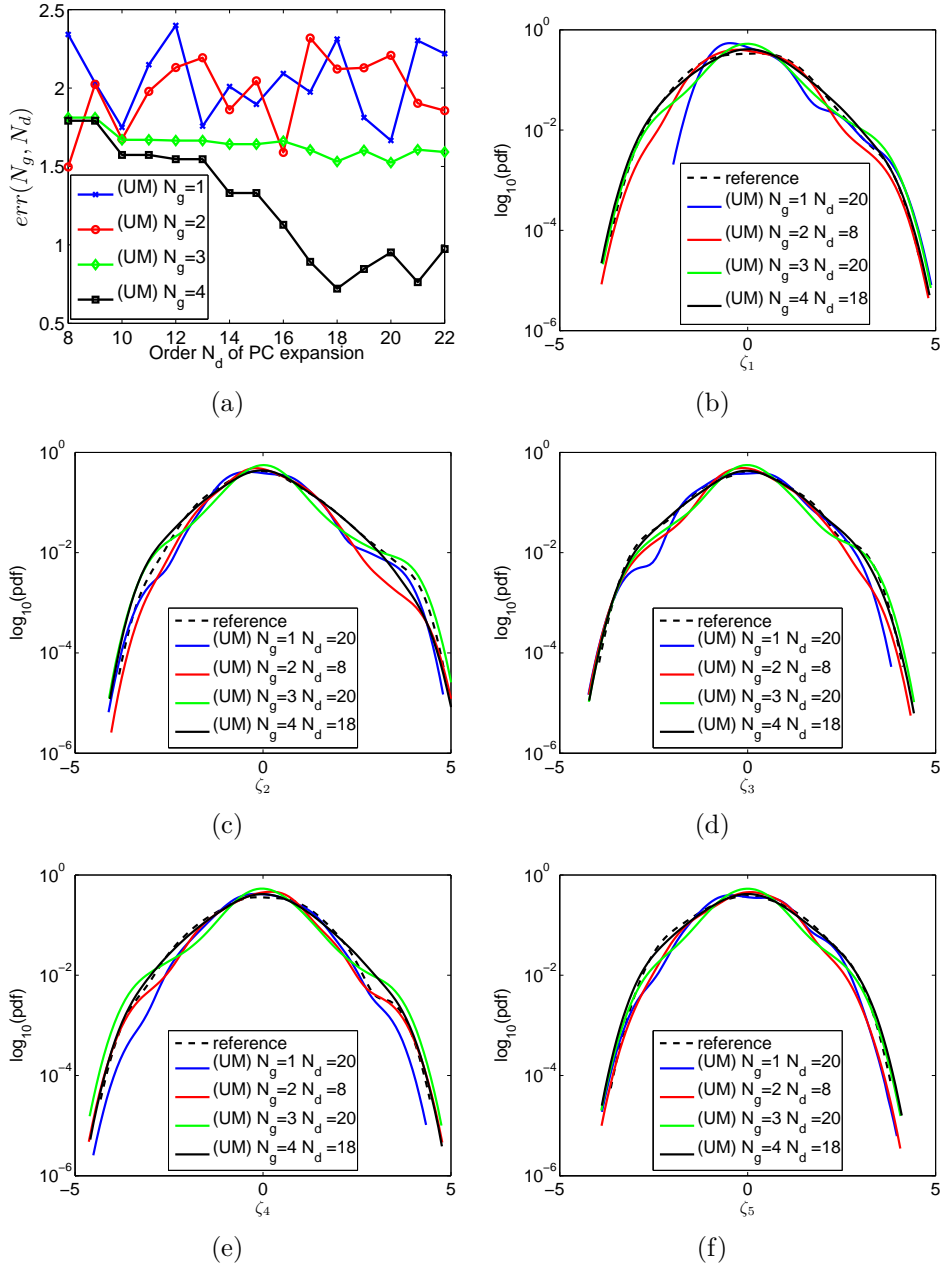 2.5
2
1.5
1
0.5
err(N_g, N_d)
(UM) N_g=1
(UM) N_g=2
(UM) N_g=3
(UM) N_g=4
8 10 12 14 16 18 20 22
Order N_d of PC expansion
(a)
10^0
10^-2
10^-4
10^-6
log_10(pdf)
reference
(UM) N_g=1 N_d=20
(UM) N_g=2 N_d=8
(UM) N_g=3 N_d=20
(UM) N_g=4 N_d=18
-5 0 5
ζ_1
(b)
10^0
10^-2
10^-4
10^-6
log_10(pdf)
reference
(UM) N_g=1 N_d=20
(UM) N_g=2 N_d=8
(UM) N_g=3 N_d=20
(UM) N_g=4 N_d=18
−5 0 5
ζ_2
(c)
10^0
10^-2
10^-4
10^-6
log_10(pdf)
reference
(UM) N_g=1 N_d=20
(UM) N_g=2 N_d=8
(UM) N_g=3 N_d=20
(UM) N_g=4 N_d=18
−5 0 5
ζ_3
(d)
10^0
10^-2
10^-4
10^-6
log_10(pdf)
reference
(UM) N_g=1 N_d=20
(UM) N_g=2 N_d=8
(UM) N_g=3 N_d=20
(UM) N_g=4 N_d=18
−5 0 5
ζ_4
(e)
10^0
10^-2
10^-4
10^-6
log_10(pdf)
reference
(UM) N_g=1 N_d=20
(UM) N_g=2 N_d=8
(UM) N_g=3 N_d=20
(UM) N_g=4 N_d=18
−5 0 5
ζ_5
(f)